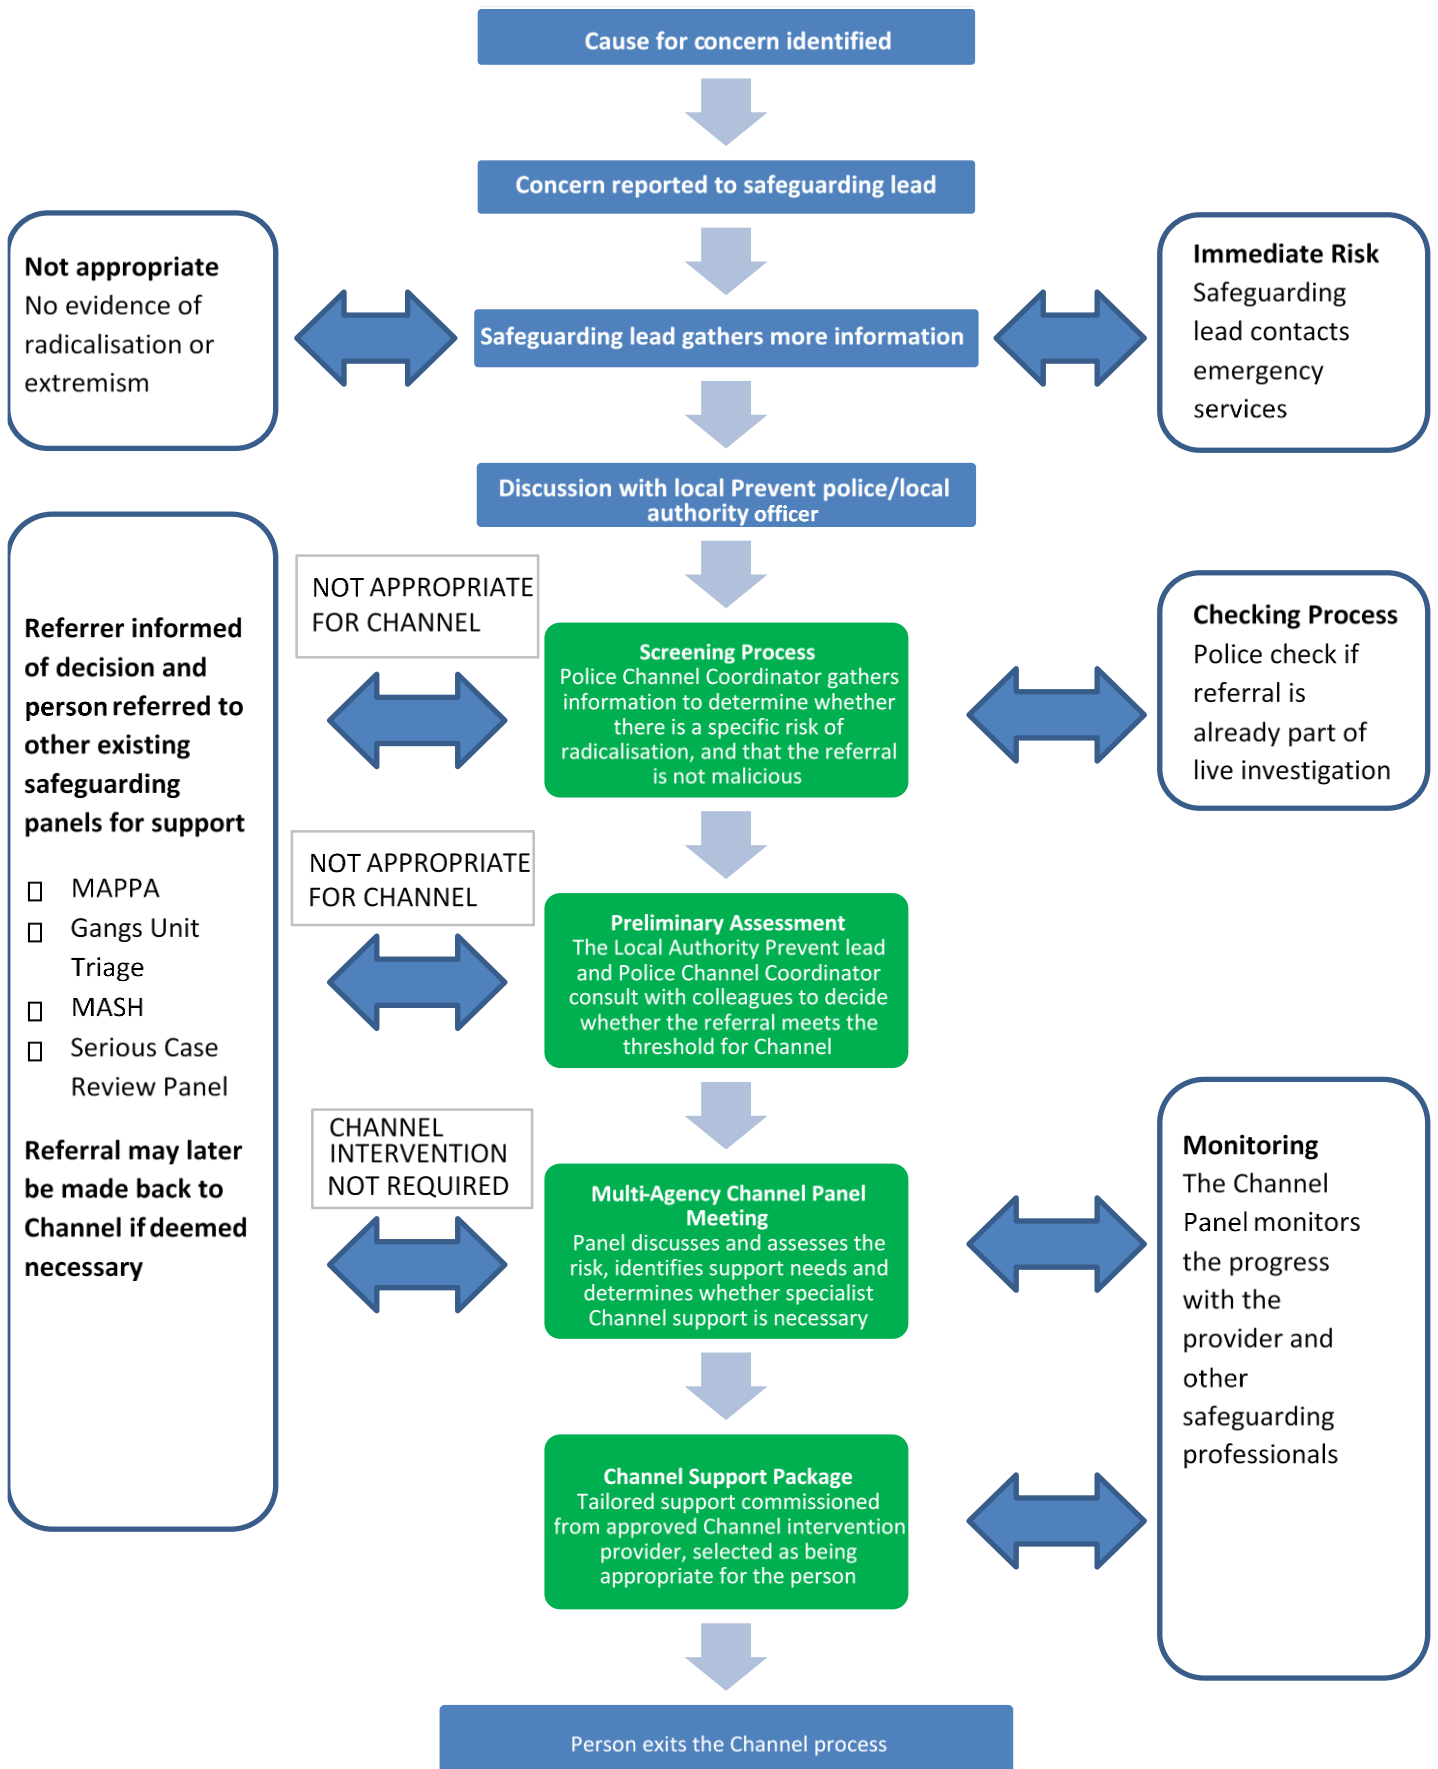 Cause for concern identified
Concern reported to safeguarding lead
Not appropriate
No evidence of
radicalisation or
extremism
Safeguarding lead gathers more information
Immediate Risk
Safeguarding
lead contacts
emergency
services
Discussion with local Prevent police/local
authority officer
Referrer informed
of decision and
person referred to
other existing
safeguarding
panels for support
MAPPA
Gangs Unit
Triage
MASH
Serious Case
Review Panel
Referral may later
be made back to
Channel if deemed
necessary
NOT APPROPRIATE
FOR CHANNEL
Screening Process
Police Channel Coordinator gathers
information to determine whether
there is a specific risk of
radicalisation, and that the referral
is not malicious
Checking Process
Police check if
referral is
already part of
live investigation
NOT APPROPRIATE
FOR CHANNEL
Preliminary Assessment
The Local Authority Prevent lead
and Police Channel Coordinator
consult with colleagues to decide
whether the referral meets the
threshold for Channel
CHANNEL
INTERVENTION
NOT REQUIRED
Multi-Agency Channel Panel
Meeting
Panel discusses and assesses the
risk, identifies support needs and
determines whether specialist
Channel support is necessary
Monitoring
The Channel
Panel monitors
the progress
with the
provider and
other
safeguarding
professionals
Channel Support Package
Tailored support commissioned
from approved Channel intervention
provider, selected as being
appropriate for the person
Person exits the Channel process